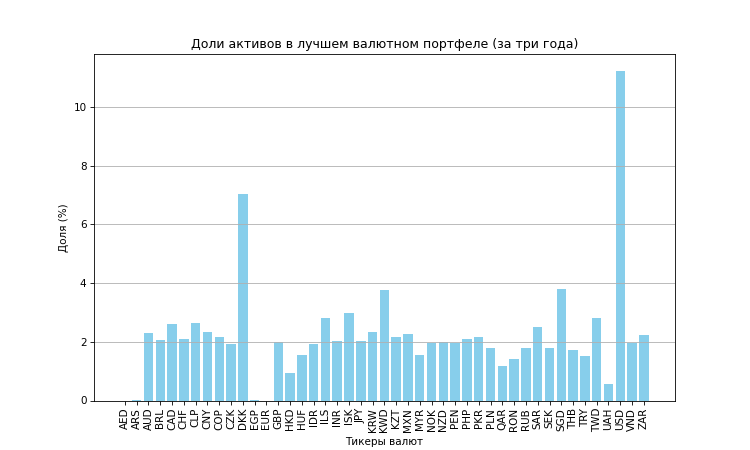 Доли активов в лучшем валютном портфеле (за три года)
Доля (%)
10
8
6
4
2
0
AED ARS AUD BRL CAD CHF CLP CNY COP CZK DKK EGP EUR GBP HKD HUF IDR ILS INR ISK JPY KRW KWD KZT MXN MYR NOK NZD PEN PHP PKR PLN QAR RON RUB SAR SEK SGD THB TRY TWD UAH USD VND ZAR
Тикеры валют